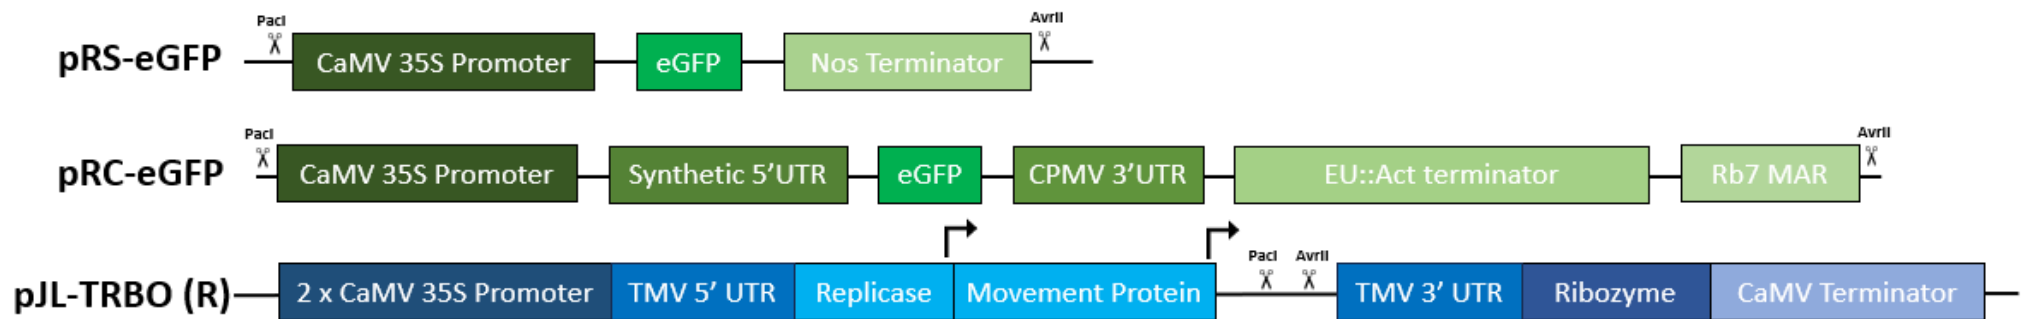 PacI AvrII
pRS-eGFP CaMV 35S Promoter eGFP Nos Terminator
PacI AvrII
pRC-eGFP CaMV 35S Promoter Synthetic 5’UTR eGFP CPMV 3’UTR EU::Act terminator Rb7 MAR
PacI AvrII
pJL-TRBO (R) 2 x CaMV 35S Promoter TMV 5’ UTR Replicase Movement Protein TMV 3’ UTR Ribozyme CaMV Terminator